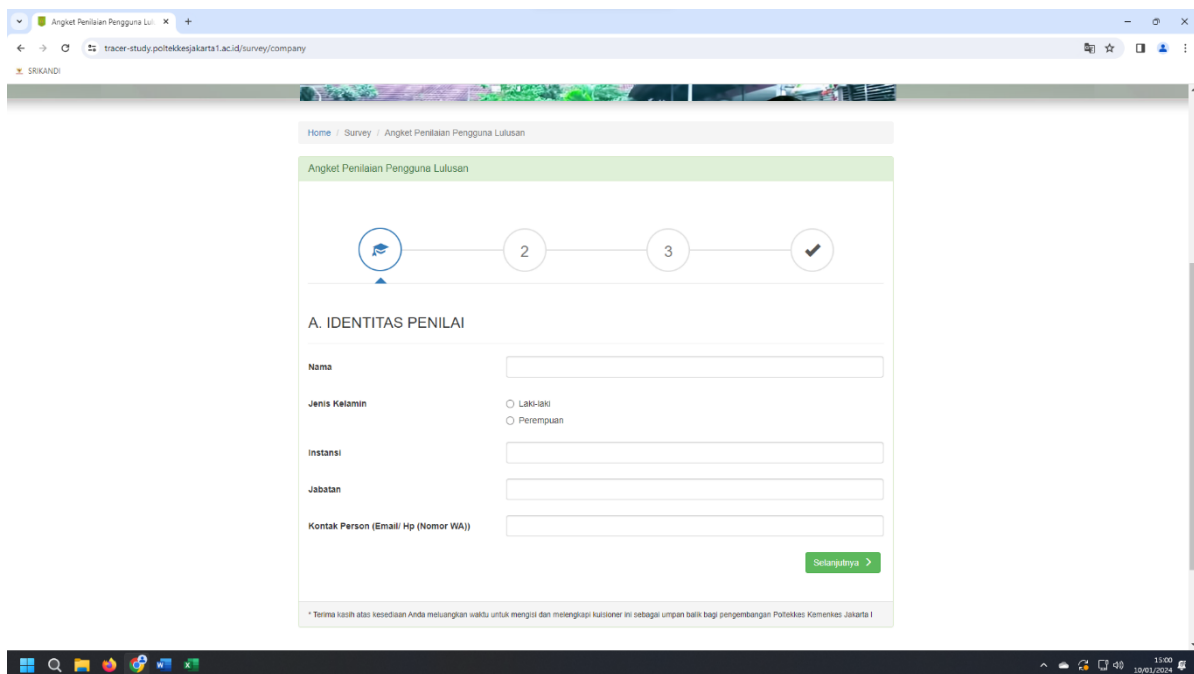 Angket Penilaian Pengguna Lul
tracer-study.poltekkesjakarta1.ac.id/survey/company
SRIKANDI
Home / Survey / Angket Penilaian Pengguna Lulusan
Angket Penilaian Pengguna Lulusan
2
3
A. IDENTITAS PENILAI
Nama
Jenis Kelamin
Laki-laki
Perempuan
Instansi
Jabatan
Kontak Person (Email/ Hp (Nomor WA))
Selanjutnya
* Terima kasih atas kesediaan Anda meluangkan waktu untuk mengisi dan melengkapi kuisioner ini sebagai umpan balik bagi pengembangan Poltekkes Kemenkes Jakarta I
15:00
10/01/2024